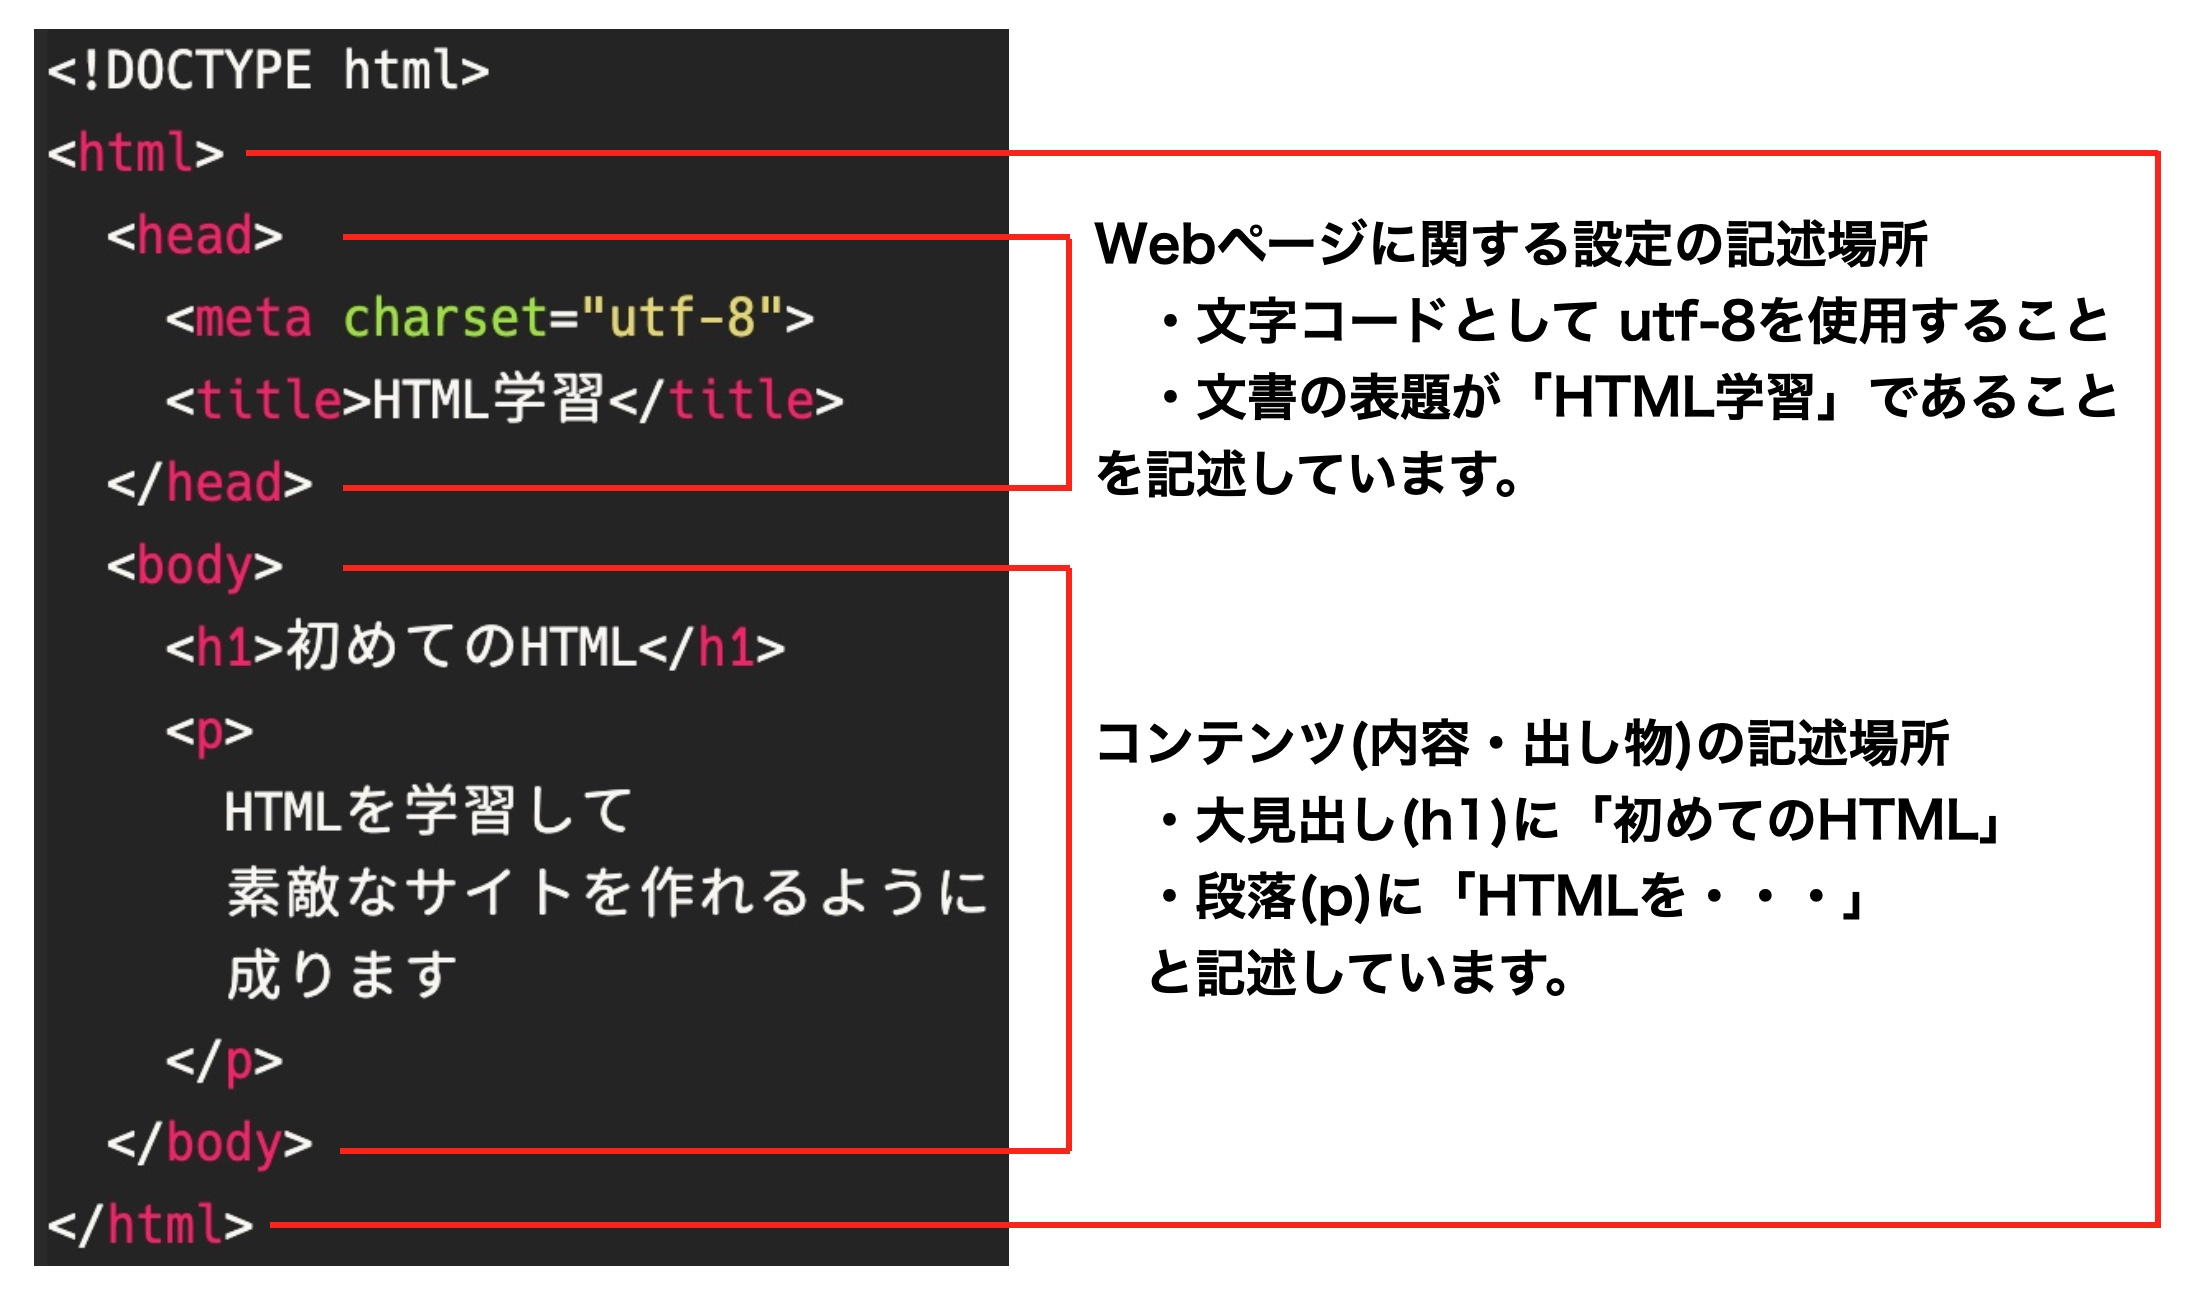 <!DOCTYPE html>
<html>
<head>
<meta charset="utf-8">
<title>HTML学習</title>
</head>
<body>
<h1>初めてのHTML</h1>
<p>
HTMLを学習して
素敵なサイトを作れるように
成ります
</p>
</body>
</html>
Webページに関する設定の記述場所
・文字コードとして utf-8を使用すること
・文書の表題が「HTML学習」であること
を記述しています。
コンテンツ(内容・出し物)の記述場所
・大見出し(h1)に「初めてのHTML」
・段落(p)に「HTMLを・・・」
と記述しています。